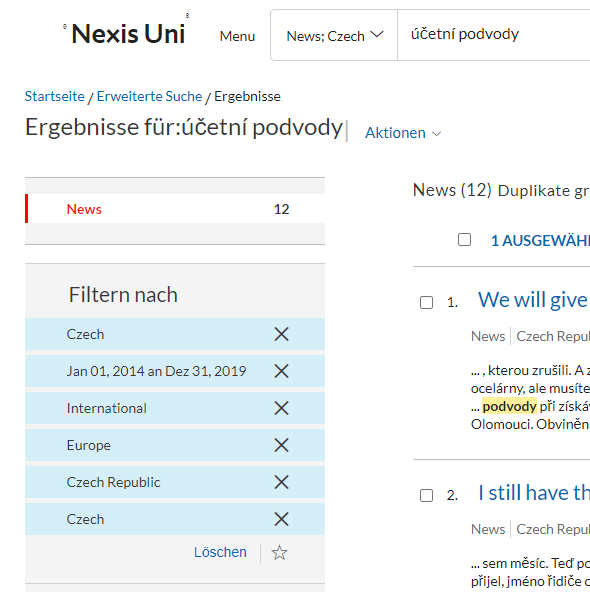 Nexis Uni
Menu
News; Czech
účetní podvody
Startseite / Erweiterte Suche / Ergebnisse
Ergebnisse für:účetní podvody
Aktionen
News 12
Filtern nach
Czech
Jan 01, 2014 an Dez 31, 2019
International
Europe
Czech Republic
Czech
Löschen
News (12) Duplikate gr
1 AUSGEWÄH
1. We will give
News Czech Repu
... , kterou zrušili. A z
ocelárny, ale musíte
... podvody při získá
Olomouci. Obviněn
2. I still have th
News Czech Repu
... sem měsíc. Teď po
přijel, jméno řidiče o